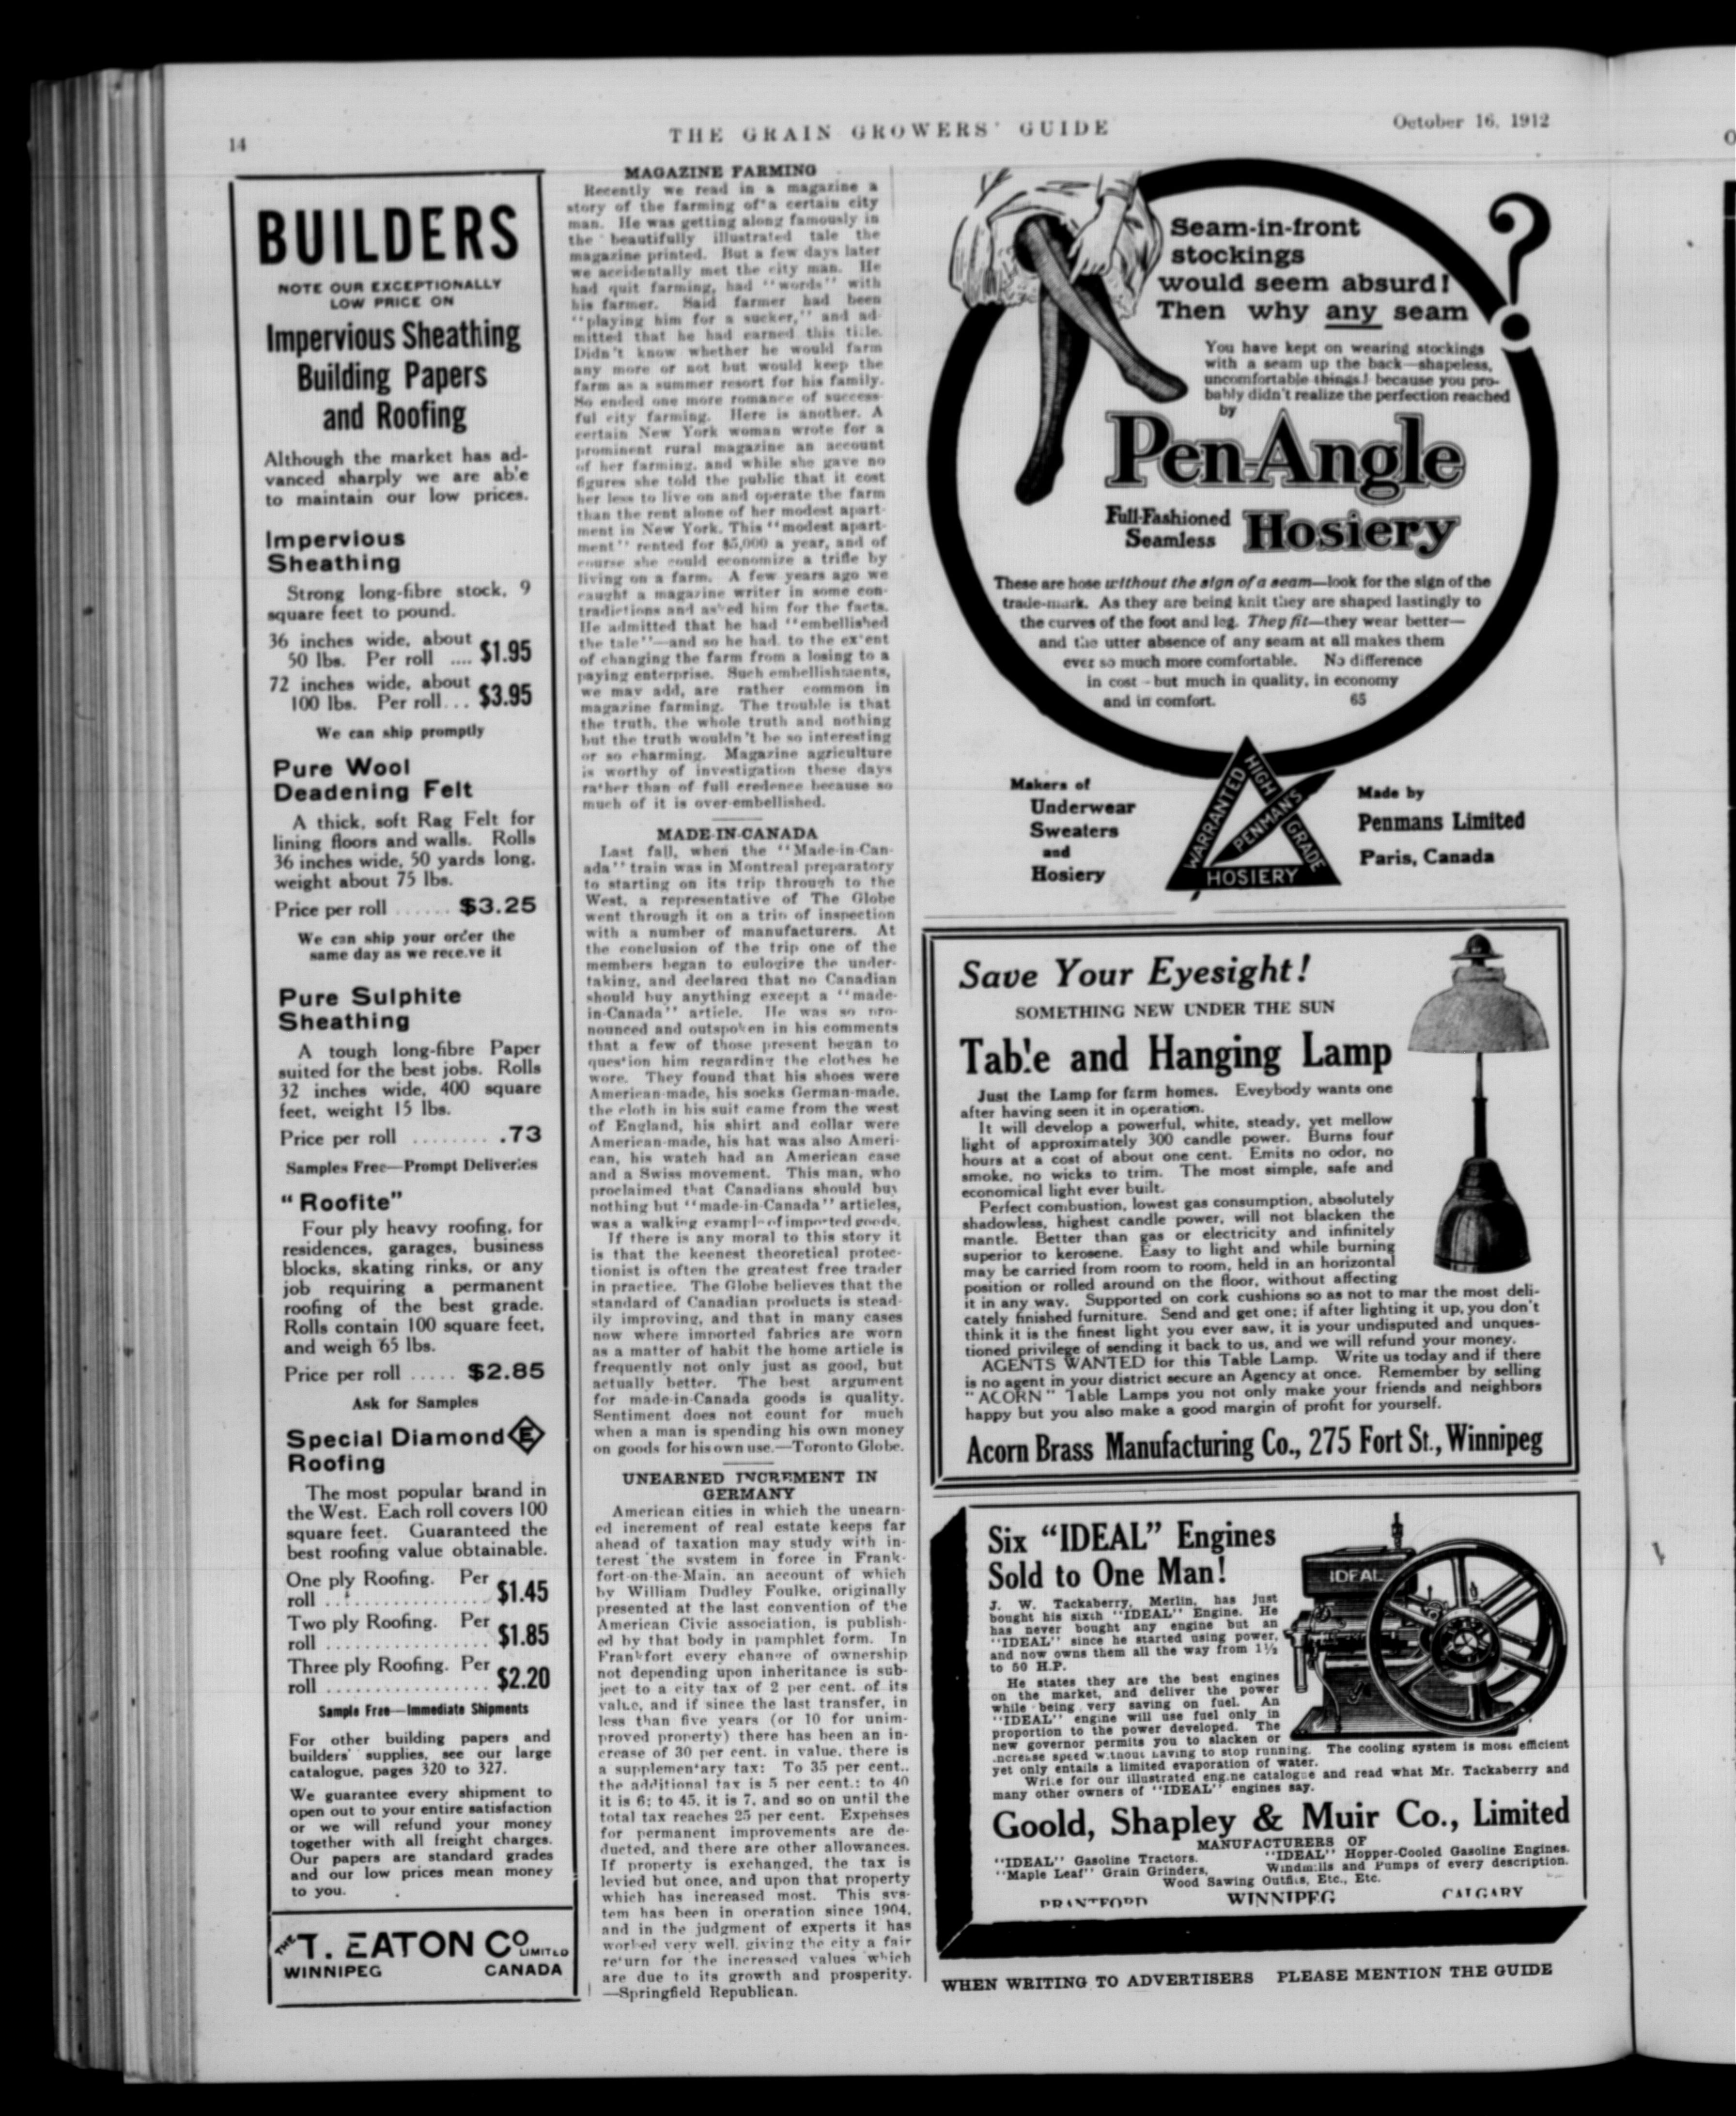 14
THE GRAIN GROWERS' GUIDE
October 16, 1912
BUILDERS
NOTE OUR EXCEPTIONALLY
LOW PRICE ON
Impervious Sheathing
Building Papers
and Roofing
Although the market has ad-
vanced sharply we are able
to maintain our low prices.
Impervious
Sheathing
Strong long-fibre stock, 9
square feet to pound.
36 inches wide, about
50 lbs. Per roll .... $1.95
72 inches wide, about
100 lbs. Per roll... $3.95
We can ship promptly
Pure Wool
Deadening Felt
A thick, soft Rag Felt for
lining floors and walls. Rolls
36 inches wide, 50 yards long,
weight about 75 lbs.
Price per roll ...... $3.25
We can ship your order the
same day as we receive it
Pure Sulphite
Sheathing
A tough long-fibre Paper
suited for the best jobs. Rolls
32 inches wide, 400 square
feet, weight 15 lbs.
Price per roll ........ .73
Samples Free—Prompt Deliveries
"Roofite"
Four ply heavy roofing, for
residences, garages, business
blocks, skating rinks, or any
job requiring a permanent
roofing of the best grade.
Rolls contain 100 square feet,
and weigh 65 lbs.
Price per roll ..... $2.85
Ask for Samples
Special Diamond E
Roofing
The most popular brand in
the West. Each roll covers 100
square feet. Guaranteed the
best roofing value obtainable.
One ply Roofing. Per
roll ................ $1.45
Two ply Roofing. Per
roll ................ $1.85
Three ply Roofing. Per
roll ................ $2.20
Sample Free—Immediate Shipments
For other building papers and
builders' supplies, see our large
catalogue, pages 320 to 327.
We guarantee every shipment to
open out to your entire satisfaction
or we will refund your money
together with all freight charges.
Our papers are standard grades
and our low prices mean money
to you.
THE T. EATON CO LIMITED
WINNIPEG CANADA
MAGAZINE FARMING
Recently we read in a magazine a
story of the farming of a certain city
man. He was getting along famously in
the beautifully illustrated tale the
magazine printed. But a few days later
we accidentally met the city man. He
had quit farming, had "words" with
his farmer. Said farmer had been
"playing him for a sucker," and ad-
mitted that he had earned this title.
Didn't know whether he would farm
any more or not but would keep the
farm as a summer resort for his family.
So ended one more romance of success-
ful city farming. Here is another. A
certain New York woman wrote for a
prominent rural magazine an account
of her farming, and while she gave no
figures she told the public that it cost
her less to live on and operate the farm
than the rent alone of her modest apart-
ment in New York. This "modest apart-
ment" rented for $5,000 a year, and of
course she could economize a trifle by
living on a farm. A few years ago we
caught a magazine writer in some con-
tradictions and asked him for the facts.
He admitted that he had "embellished
the tale"—and so he had, to the extent
of changing the farm from a losing to a
paying enterprise. Such embellishments,
we may add, are rather common in
magazine farming. The trouble is that
the truth, the whole truth and nothing
but the truth wouldn't be so interesting
or so charming. Magazine agriculture
is worthy of investigation these days
rather than of full credence because so
much of it is over-embellished.
MADE-IN-CANADA
Last fall, when the "Made-in-Can-
ada" train was in Montreal preparatory
to starting on its trip through to the
West, a representative of The Globe
went through it on a trip of inspection
with a number of manufacturers. At
the conclusion of the trip one of the
members began to eulogize the under-
taking, and declared that no Canadian
should buy anything except a "made-
in-Canada" article. He was so pro-
nounced and outspoken in his comments
that a few of those present began to
question him regarding the clothes he
wore. They found that his shoes were
American-made, his socks German-made,
the cloth in his suit came from the west
of England, his shirt and collar were
American-made, his hat was also Ameri-
can, his watch had an American case
and a Swiss movement. This man, who
proclaimed that Canadians should buy
nothing but "made-in-Canada" articles,
was a walking example of imported goods.
If there is any moral to this story it
is that the keenest theoretical protec-
tionist is often the greatest free trader
in practice. The Globe believes that the
standard of Canadian products is stead-
ily improving, and that in many cases
now where imported fabrics are worn
as a matter of habit the home article is
frequently not only just as good, but
actually better. The best argument
for made-in-Canada goods is quality.
Sentiment does not count for much
when a man is spending his own money
on goods for his own use.—Toronto Globe.
UNEARNED INCREMENT IN
GERMANY
American cities in which the unearn-
ed increment of real estate keeps far
ahead of taxation may study with in-
terest the system in force in Frank-
fort-on-the-Main, an account of which
by William Dudley Foulke, originally
presented at the last convention of the
American Civic association, is publish-
ed by that body in pamphlet form. In
Frankfort every change of ownership
not depending upon inheritance is sub-
ject to a city tax of 2 per cent. of its
value, and if since the last transfer, in
less than five years (or 10 for unim-
proved property) there has been an in-
crease of 30 per cent. in value, there is
a supplementary tax: To 35 per cent.,
the additional tax is 5 per cent.: to 40
it is 6; to 45, it is 7, and so on until the
total tax reaches 25 per cent. Expenses
for permanent improvements are de-
ducted, and there are other allowances.
If property is exchanged, the tax is
levied but once, and upon that property
which has increased most. This sys-
tem has been in operation since 1904,
and in the judgment of experts it has
worked very well, giving the city a fair
return for the increased values which
are due to its growth and prosperity.
—Springfield Republican.
Seam-in-front
stockings
would seem absurd!
Then why any seam
?
You have kept on wearing stockings
with a seam up the back—shapeless,
uncomfortable things! because you pro-
bably didn't realize the perfection reached
by
Pen-Angle
Full-Fashioned
Seamless Hosiery
These are hose without the sign of a seam—look for the sign of the
trade-mark. As they are being knit they are shaped lastingly to
the curves of the foot and leg. They fit—they wear better—
and the utter absence of any seam at all makes them
ever so much more comfortable. No difference
in cost - but much in quality, in economy
and in comfort. 65
Makers of
Underwear
Sweaters
and
Hosiery
WARRANTED HIGH GRADE
PENMAN'S
HOSIERY
Made by
Penmans Limited
Paris, Canada
Save Your Eyesight!
SOMETHING NEW UNDER THE SUN
Table and Hanging Lamp
Just the Lamp for farm homes. Eveybody wants one
after having seen it in operation.
It will develop a powerful, white, steady, yet mellow
light of approximately 300 candle power. Burns four
hours at a cost of about one cent. Emits no odor, no
smoke, no wicks to trim. The most simple, safe and
economical light ever built.
Perfect combustion, lowest gas consumption, absolutely
shadowless, highest candle power, will not blacken the
mantle. Better than gas or electricity and infinitely
superior to kerosene. Easy to light and while burning
may be carried from room to room, held in an horizontal
position or rolled around on the floor, without affecting
it in any way. Supported on cork cushions so as not to mar the most deli-
cately finished furniture. Send and get one; if after lighting it up, you don't
think it is the finest light you ever saw, it is your undisputed and unques-
tioned privilege of sending it back to us, and we will refund your money.
AGENTS WANTED for this Table Lamp. Write us today and if there
is no agent in your district secure an Agency at once. Remember by selling
"ACORN" Table Lamps you not only make your friends and neighbors
happy but you also make a good margin of profit for yourself.
Acorn Brass Manufacturing Co., 275 Fort St., Winnipeg
Six "IDEAL" Engines
Sold to One Man!
IDEAL
J. W. Tackaberry, Merlin, has just
bought his sixth "IDEAL" Engine. He
has never bought any engine but an
"IDEAL" since he started using power,
and now owns them all the way from 1½
to 50 H.P.
He states they are the best engines
on the market, and deliver the power
while being very saving on fuel. An
"IDEAL" engine will use fuel only in
proportion to the power developed. The
new governor permits you to slacken or
increase speed without having to stop running. The cooling system is most efficient
yet only entails a limited evaporation of water.
Write for our illustrated engine catalogue and read what Mr. Tackaberry and
many other owners of "IDEAL" engines say.
Goold, Shapley & Muir Co., Limited
MANUFACTURERS OF
"IDEAL" Gasoline Tractors. "IDEAL" Hopper-Cooled Gasoline Engines.
"Maple Leaf" Grain Grinders, Windmills and Pumps of every description.
Wood Sawing Outfits, Etc., Etc.
BRANTFORD WINNIPEG CALGARY
WHEN WRITING TO ADVERTISERS PLEASE MENTION THE GUIDE